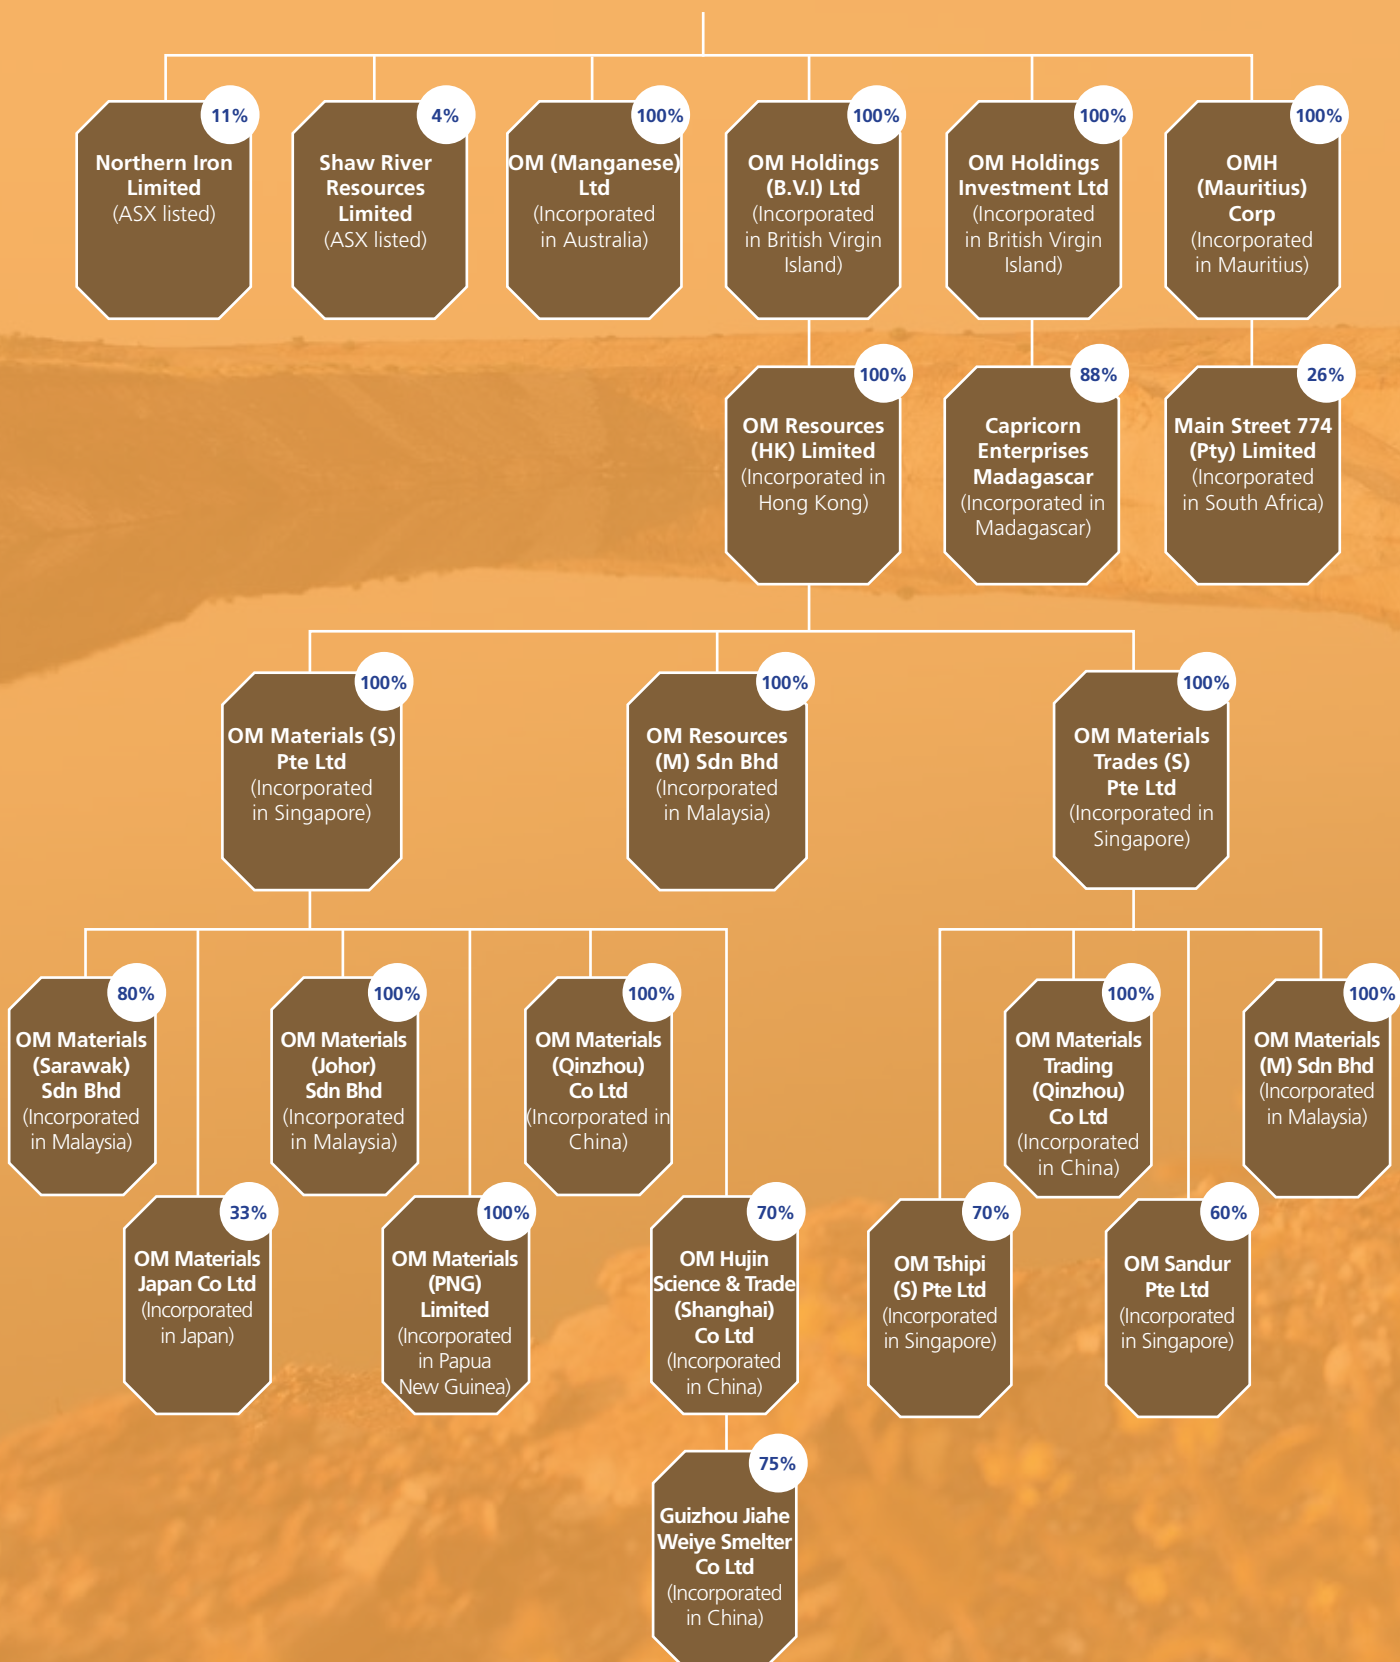 11%
Northern Iron
Limited
(ASX listed)
4%
Shaw River
Resources
Limited
(ASX listed)
100%
OM (Manganese)
Ltd
(Incorporated
in Australia)
100%
OM Holdings
(B.V.I) Ltd
(Incorporated
in British Virgin
Island)
100%
OM Holdings
Investment Ltd
(Incorporated
in British Virgin
Island)
100%
OMH
(Mauritius)
Corp
(Incorporated
in Mauritius)
100%
OM Resources
(HK) Limited
(Incorporated in
Hong Kong)
88%
Capricorn
Enterprises
Madagascar
(Incorporated in
Madagascar)
26%
Main Street 774
(Pty) Limited
(Incorporated
in South Africa)
100%
OM Materials (S)
Pte Ltd
(Incorporated
in Singapore)
100%
OM Resources
(M) Sdn Bhd
(Incorporated
in Malaysia)
100%
OM Materials
Trades (S)
Pte Ltd
(Incorporated in
Singapore)
80%
OM Materials
(Sarawak)
Sdn Bhd
(Incorporated
in Malaysia)
100%
OM Materials
(Johor)
Sdn Bhd
(Incorporated
in Malaysia)
100%
OM Materials
(Qinzhou)
Co Ltd
(Incorporated in
China)
100%
OM Materials
Trading
(Qinzhou)
Co Ltd
(Incorporated
in China)
100%
OM Materials
(M) Sdn Bhd
(Incorporated
in Malaysia)
33%
OM Materials
Japan Co Ltd
(Incorporated
in Japan)
100%
OM Materials
(PNG)
Limited
(Incorporated
in Papua
New Guinea)
70%
OM Hujin
Science & Trade
(Shanghai)
Co Ltd
(Incorporated
in China)
70%
OM Tshipi
(S) Pte Ltd
(Incorporated
in Singapore)
60%
OM Sandur
Pte Ltd
(Incorporated
in Singapore)
75%
Guizhou Jiahe
Weiye Smelter
Co Ltd
(Incorporated
in China)